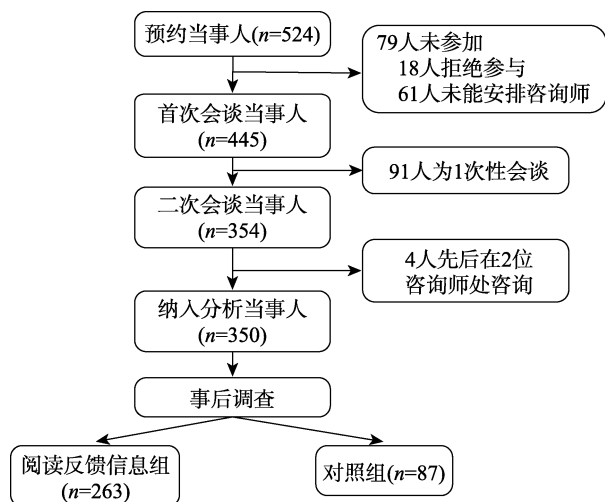 预约当事人(n=524)
79人未参加
18人拒绝参与
61人未能安排咨询师
首次会谈当事人
(n=445)
91人为1次性会谈
二次会谈当事人
(n=354)
4人先后在2位
咨询师处咨询
纳入分析当事人
(n=350)
事后调查
阅读反馈信息组
(n=263)
对照组(n=87)